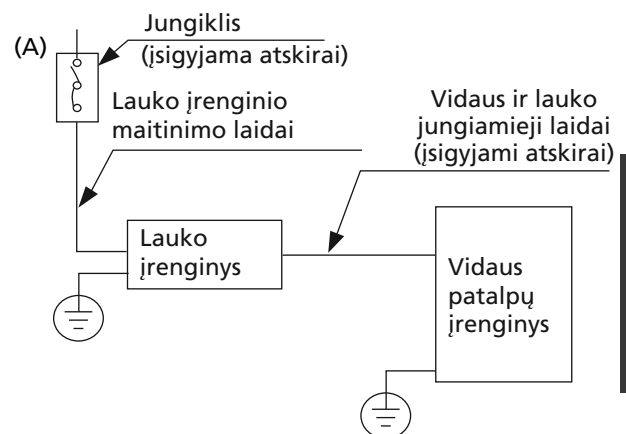 (A)
Jungiklis
(įsigyjama atskirai)
Lauko įrenginio
maitinimo laidai
Vidaus ir lauko
jungiamieji laidai
(įsigyjami atskirai)
Lauko
įrenginys
Vidaus
patalpų
įrenginys